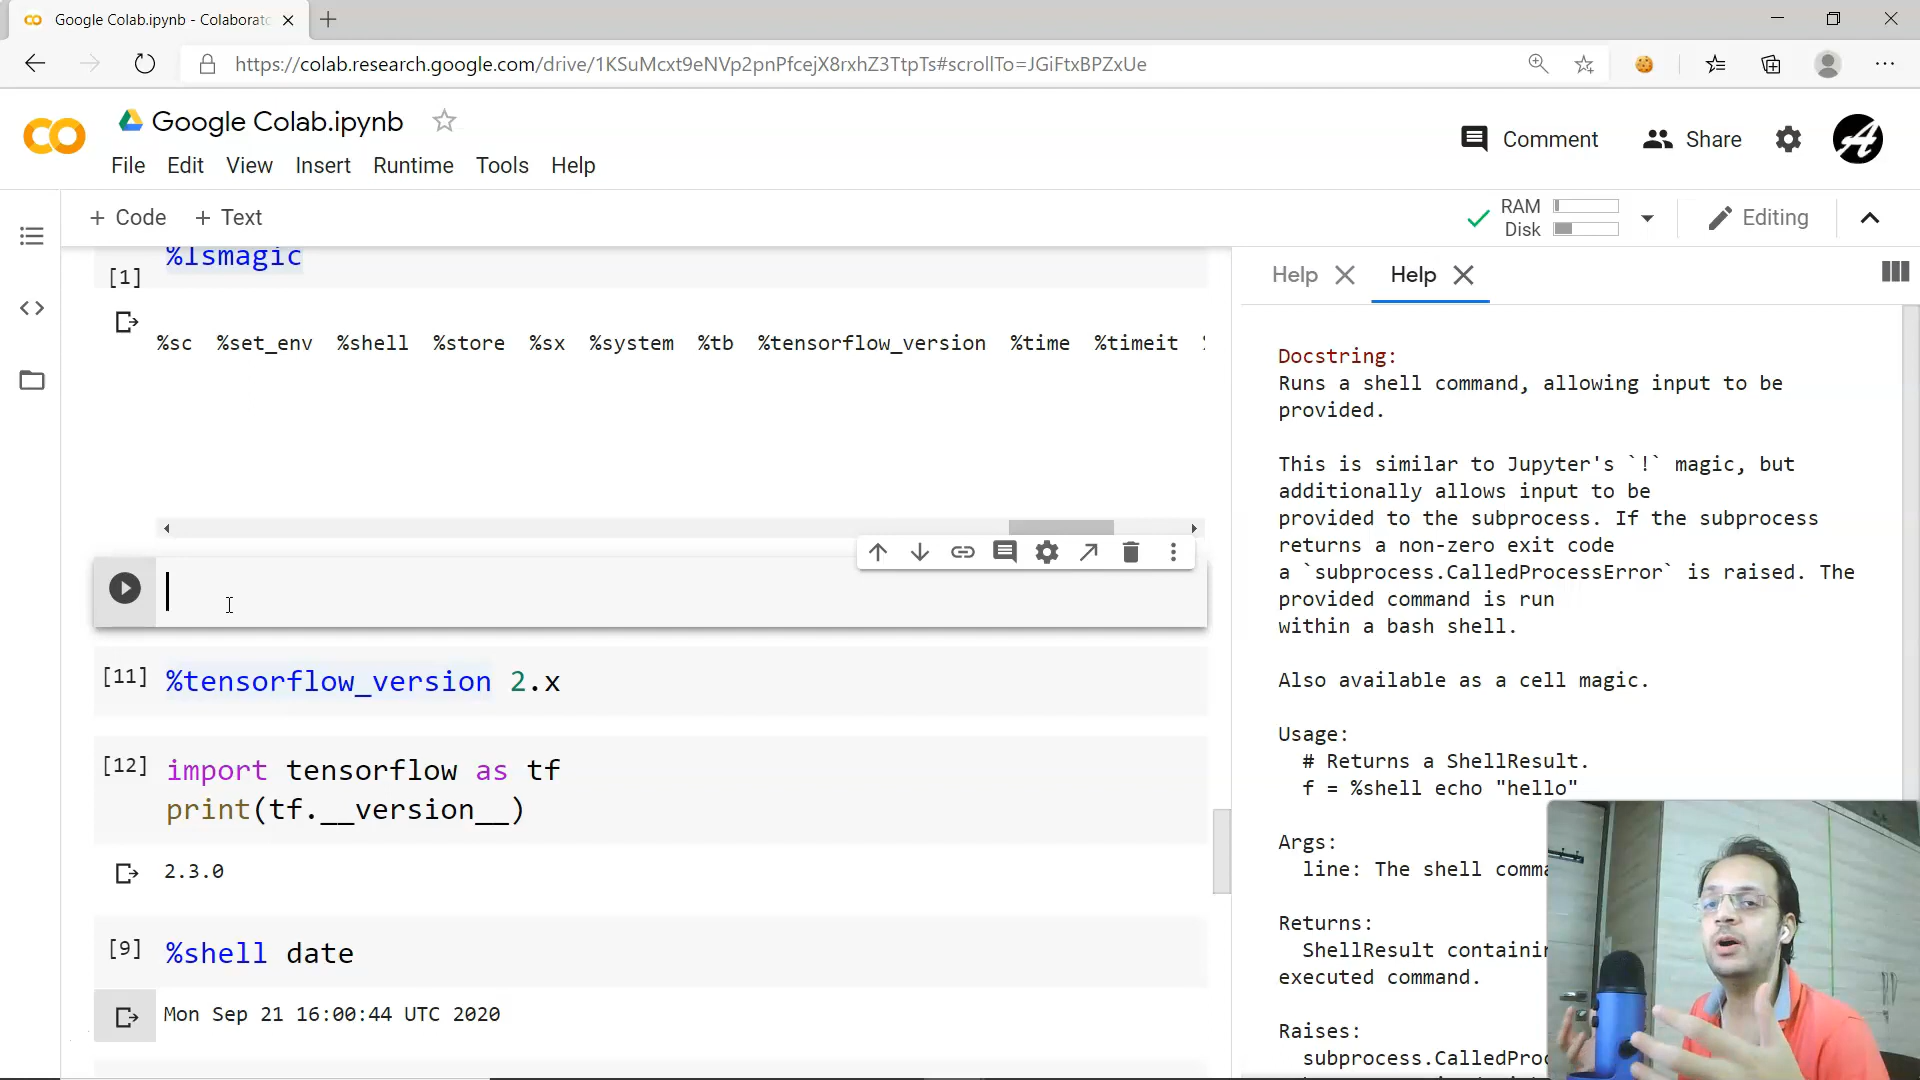 Google Colab.ipynb - Colaborato
https://colab.research.google.com/drive/1KSuMcxt9eNVp2pnPfcejX8rxhZ3TtpTs#scrollTo=JGiFtxBPZxUe
Google Colab.ipynb
Comment
Share
File Edit View Insert Runtime Tools Help
+ Code + Text
RAM
Disk
Editing
%lsmagic
[1]
%sc %set_env %shell %store %sx %system %tb %tensorflow_version %time %timeit
[11] %tensorflow_version 2.x
[12] import tensorflow as tf
print(tf.__version__)
2.3.0
[9] %shell date
Mon Sep 21 16:00:44 UTC 2020
Help Help
Docstring:
Runs a shell command, allowing input to be
provided.
This is similar to Jupyter's `!` magic, but
additionally allows input to be
provided to the subprocess. If the subprocess
returns a non-zero exit code
a `subprocess.CalledProcessError` is raised. The
provided command is run
within a bash shell.
Also available as a cell magic.
Usage:
# Returns a ShellResult.
f = %shell echo "hello"
Args:
line: The shell comma
Returns:
ShellResult containin
executed command.
Raises:
subprocess.CalledProc